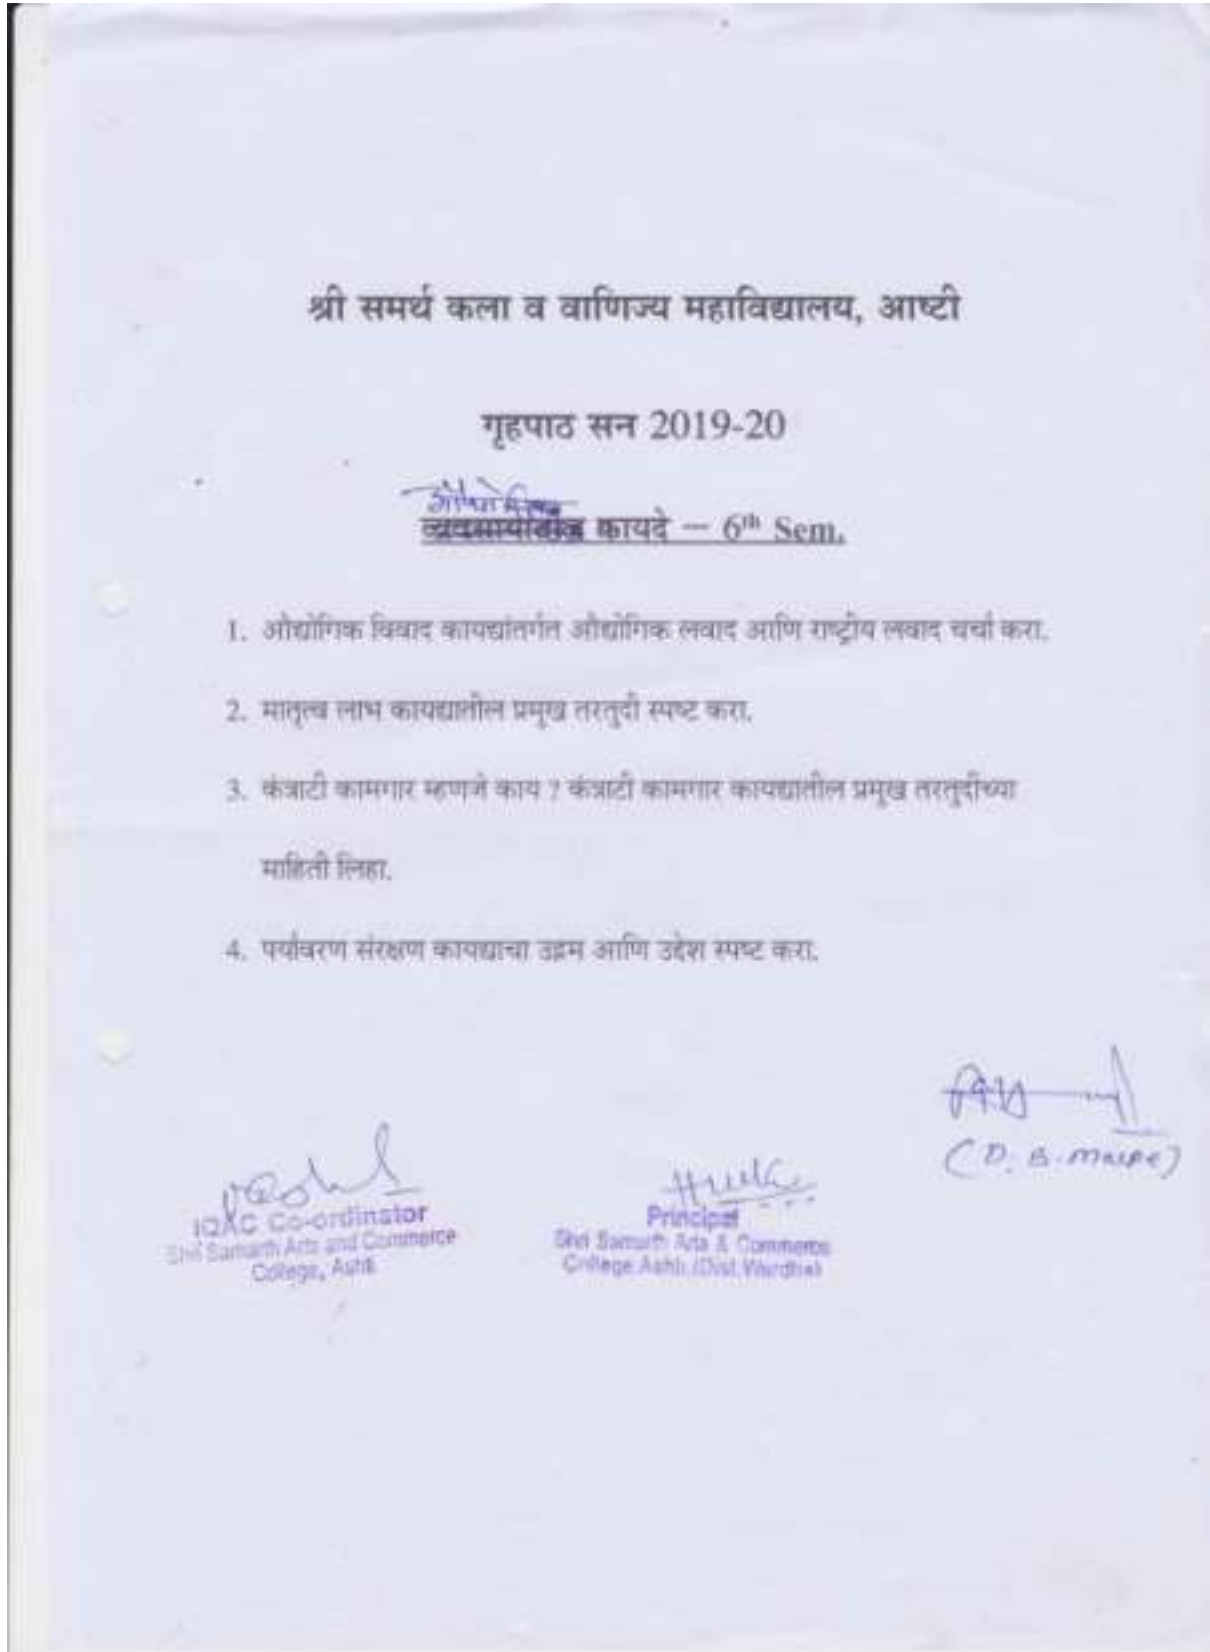 श्री समर्थ कला व वाणिज्य महाविद्यालय, आष्टी
गृहपाठ सन 2019-20
औद्योगिक
कायदे — 6th Sem.
1. औद्योगिक विवाद कायद्यांतर्गत औद्योगिक लवाद आणि राष्ट्रीय लवाद चर्चा करा.
2. मातृत्व लाभ कायद्यातील प्रमुख तरतुदी स्पष्ट करा.
3. कंत्राटी कामगार म्हणजे काय ? कंत्राटी कामगार कायद्यातील प्रमुख तरतुदीच्या
माहिती लिहा.
4. पर्यावरण संरक्षण कायद्याचा उद्गम आणि उद्देश स्पष्ट करा.
IQAC Co-ordinator
Shri Samarth Arts and Commerce
College, Ashti
Principal
Shri Samarth Arts & Commerce
College Ashti (Dist. Wardha)
(D. B.